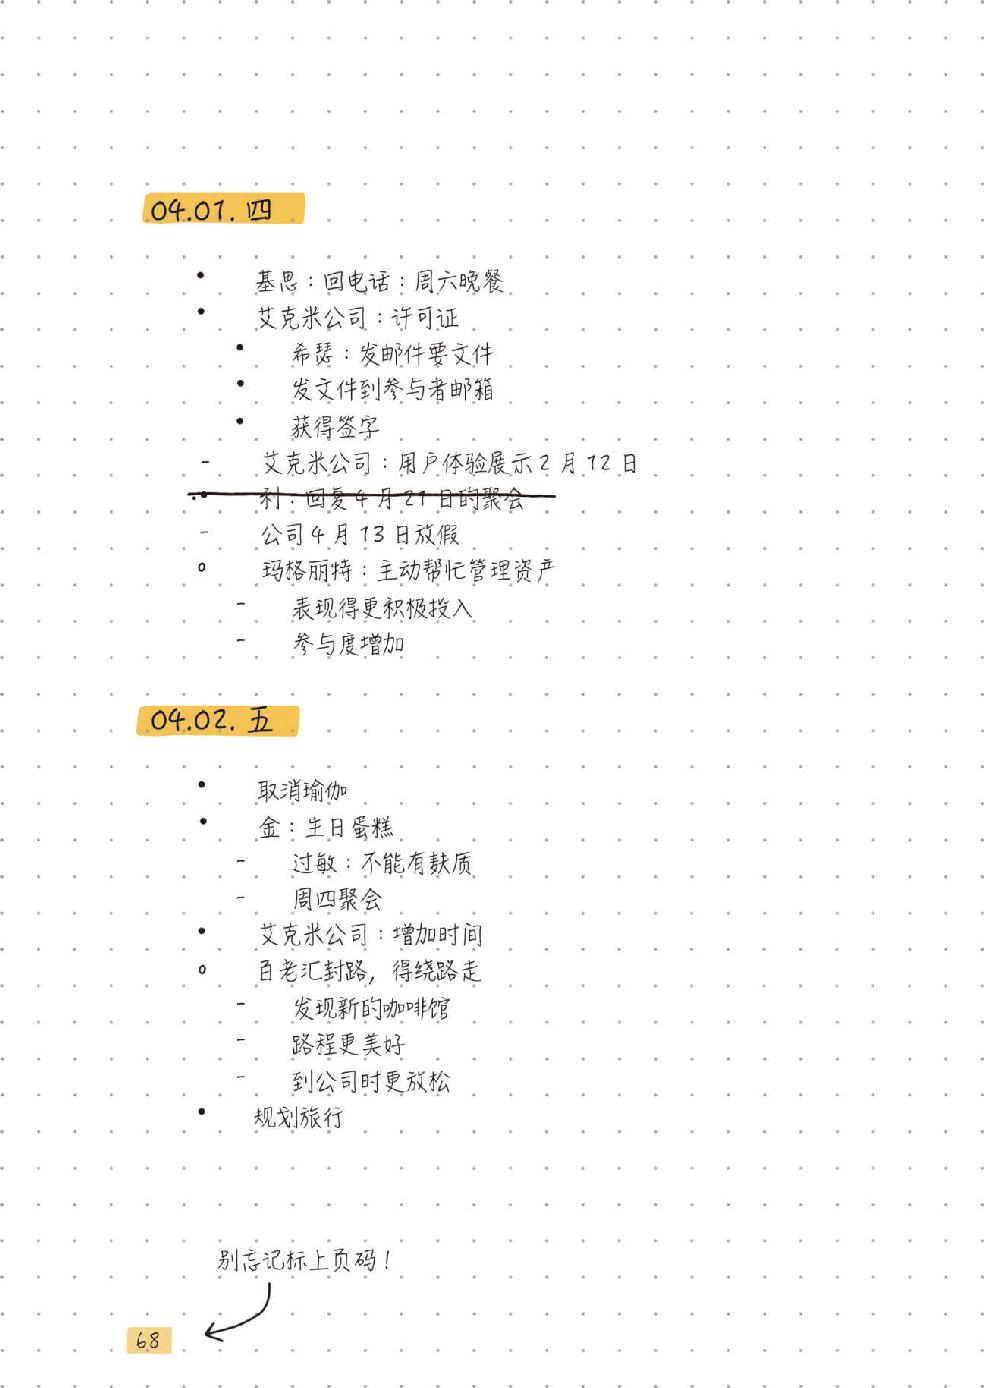 04.01. 四
• 基思：回电话：周六晚餐
• 艾克米公司：许可证
• 希瑟：发邮件要文件
• 发文件到参与者邮箱
• 获得签字
- 艾克米公司：用户体验展示2月12日
• 利：回复4月21日的聚会
- 公司4月13日放假
o 玛格丽特：主动帮忙管理资产
- 表现得更积极投入
- 参与度增加
04.02. 五
• 取消瑜伽
• 金：生日蛋糕
- 过敏：不能有麸质
- 周四聚会
• 艾克米公司：增加时间
o 百老汇封路，得绕路走
- 发现新的咖啡馆
- 路程更美好
- 到公司时更放松
• 规划旅行
别忘记标上页码！
68